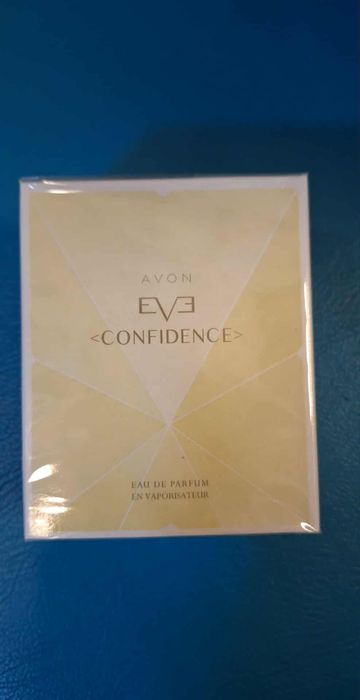 AVON
EVE
<CONFIDENCE>
EAU DE PARFUM
EN VAPORISATEUR